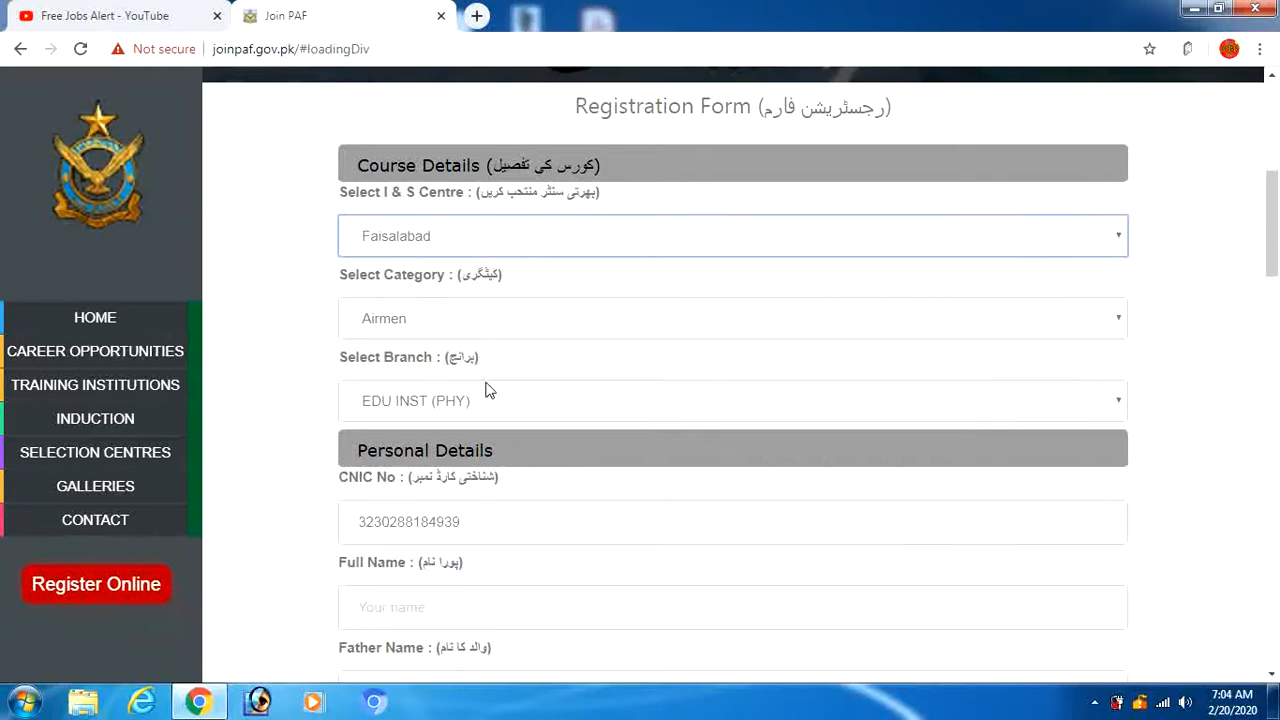 Free Jobs Alert - YouTube
Join PAF
Not secure
joinpaf.gov.pk/#loadingDiv
Registration Form (رجسٹریشن فارم)
Course Details (کورس کی تفصیل)
Select I & S Centre : (بھرتی سنٹر منتحب کریں)
Faisalabad
Select Category : (کیٹگری)
Airmen
Select Branch : (برانچ)
EDU INST (PHY)
Personal Details
CNIC No : (شناختی کارڈ نمبر)
3230288184939
Full Name : (پورا نام)
Your name
Father Name : (والد کا نام)
HOME
CAREER OPPORTUNITIES
TRAINING INSTITUTIONS
INDUCTION
SELECTION CENTRES
GALLERIES
CONTACT
Register Online
7:04 AM
2/20/2020